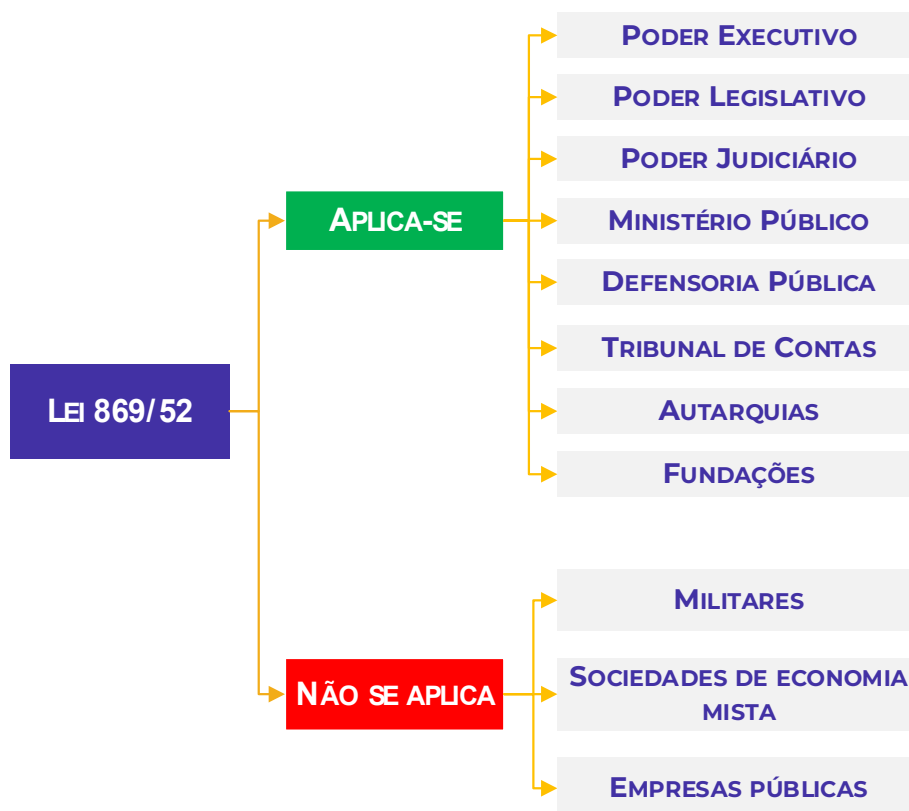 Poder Executivo
Poder Legislativo
Poder Judiciário
Ministério Público
Aplica-se
Defensoria Pública
Tribunal de Contas
Lei 869/52
Autarquias
Fundações
Militares
Não se aplica
Sociedades de economia
mista
Empresas públicas